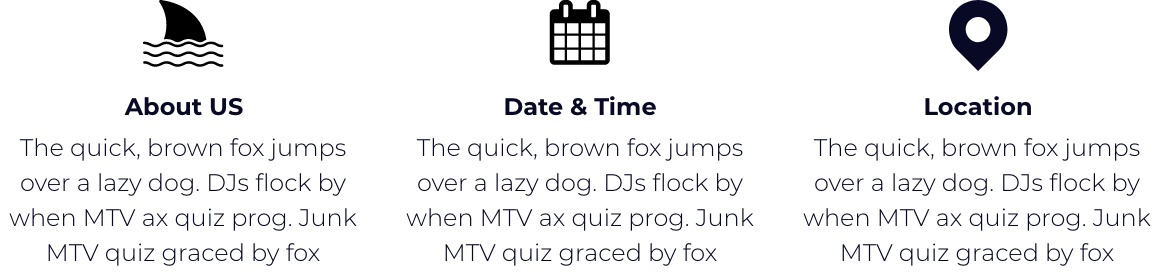 About US
The quick, brown fox jumps
over a lazy dog. DJs flock by
when MTV ax quiz prog. Junk
MTV quiz graced by fox
Date & Time
The quick, brown fox jumps
over a lazy dog. DJs flock by
when MTV ax quiz prog. Junk
MTV quiz graced by fox
Location
The quick, brown fox jumps
over a lazy dog. DJs flock by
when MTV ax quiz prog. Junk
MTV quiz graced by fox